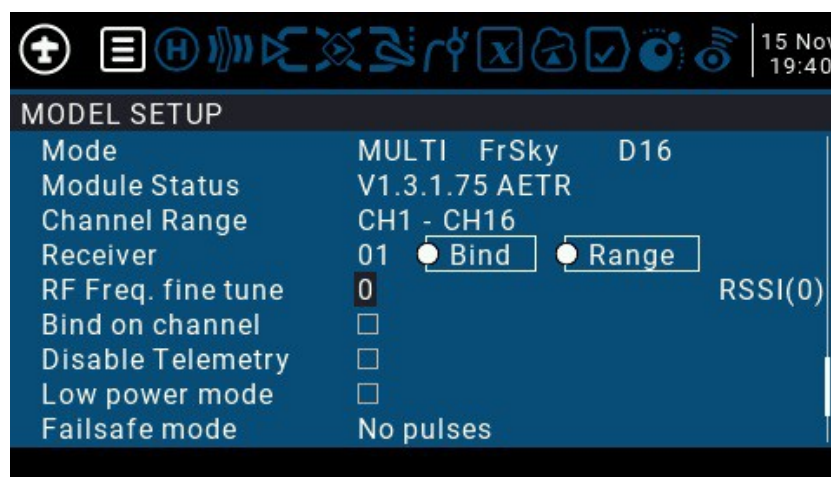 15 Nov
19:40
MODEL SETUP
Mode MULTI FrSky D16
Module Status V1.3.1.75 AETR
Channel Range CH1 - CH16
Receiver 01 Bind Range
RF Freq. fine tune 0 RSSI(0)
Bind on channel
Disable Telemetry
Low power mode
Failsafe mode No pulses